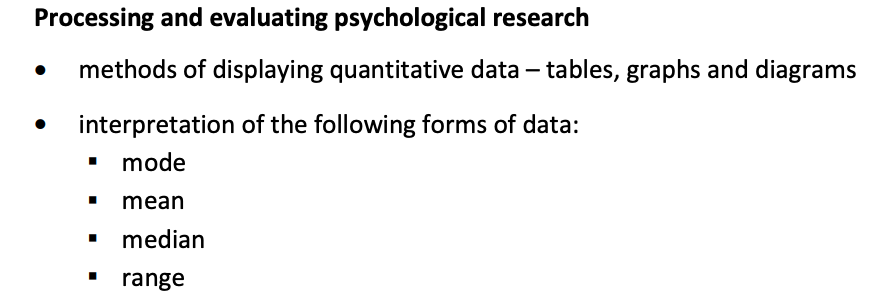 Processing and evaluating psychological research
• methods of displaying quantitative data – tables, graphs and diagrams
• interpretation of the following forms of data:
▪ mode
▪ mean
▪ median
▪ range